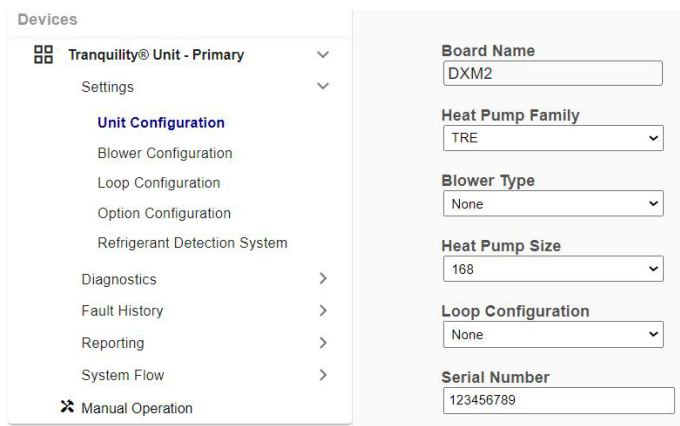 Devices
Tranquility® Unit - Primary
Settings
Unit Configuration
Blower Configuration
Loop Configuration
Option Configuration
Refrigerant Detection System
Diagnostics
Fault History
Reporting
System Flow
Manual Operation
Board Name
DXM2
Heat Pump Family
TRE
Blower Type
None
Heat Pump Size
168
Loop Configuration
None
Serial Number
123456789